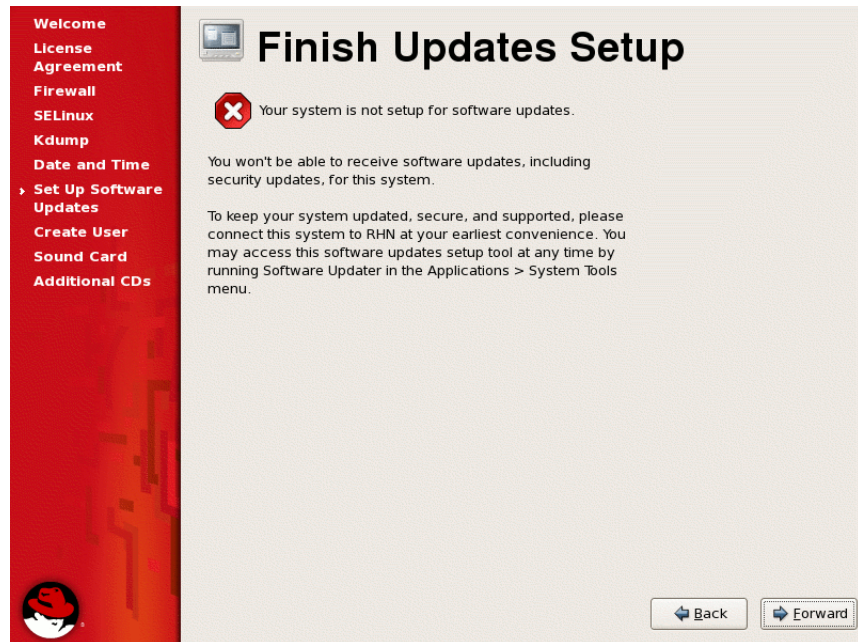 Welcome
License
Agreement
Firewall
SELinux
Kdump
Date and Time
Set Up Software
Updates
Create User
Sound Card
Additional CDs
Finish Updates Setup
Your system is not setup for software updates.
You won't be able to receive software updates, including
security updates, for this system.
To keep your system updated, secure, and supported, please
connect this system to RHN at your earliest convenience. You
may access this software updates setup tool at any time by
running Software Updater in the Applications > System Tools
menu.
Back
Forward